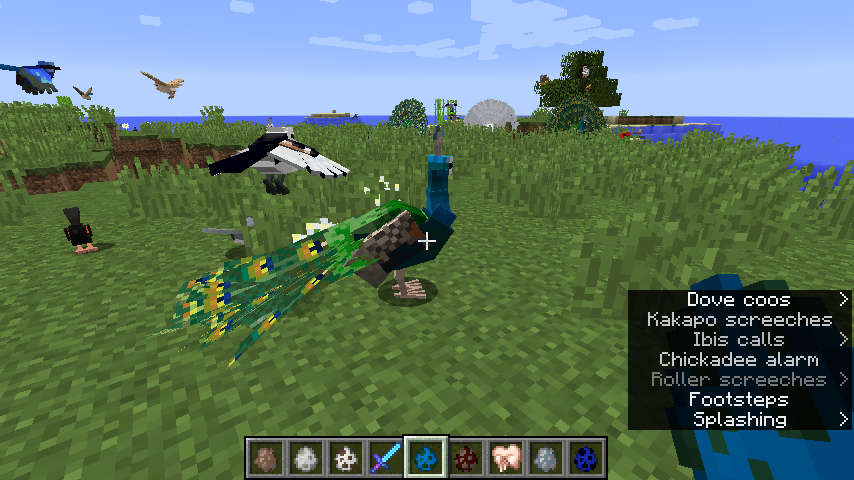 Dove coos >
Kakapo screeches
Ibis calls >
Chickadee alarm
Roller screeches >
Footsteps
Splashing >